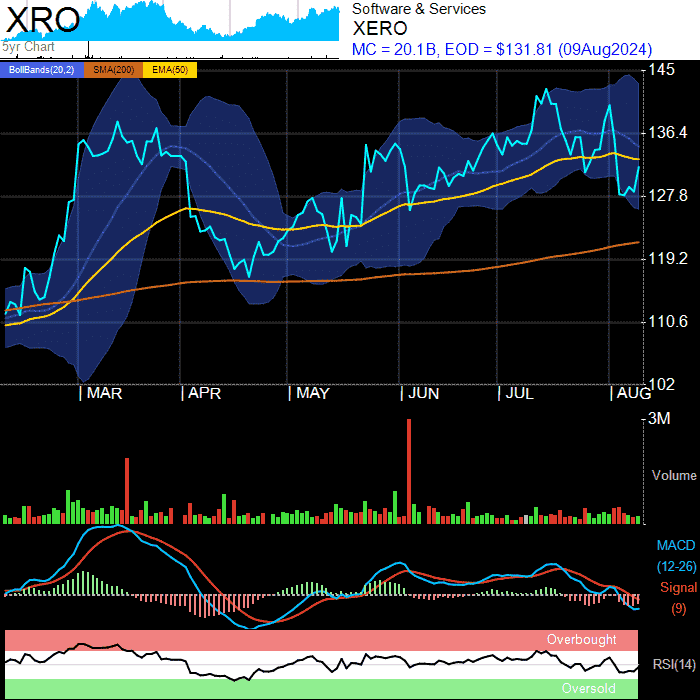 XRO
5yr Chart
Software & Services
XERO
MC = 20.1B, EOD = $131.81 (09Aug2024)
BollBands(20,2) SMA(200) EMA(50)
145
136.4
127.8
119.2
110.6
102
MAR APR MAY JUN JUL AUG
3M
Volume
MACD
(12-26)
Signal
(9)
Overbought
RSI(14)
Oversold